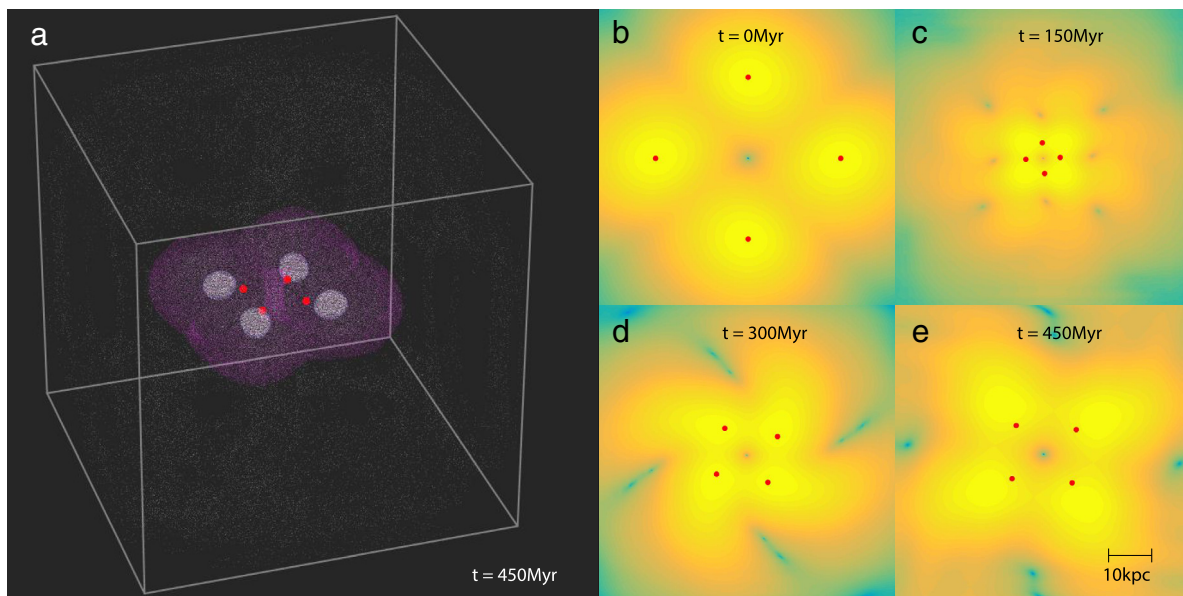 a
t = 450Myr
b
t = 0Myr
c
t = 150Myr
d
t = 300Myr
e
t = 450Myr
10kpc